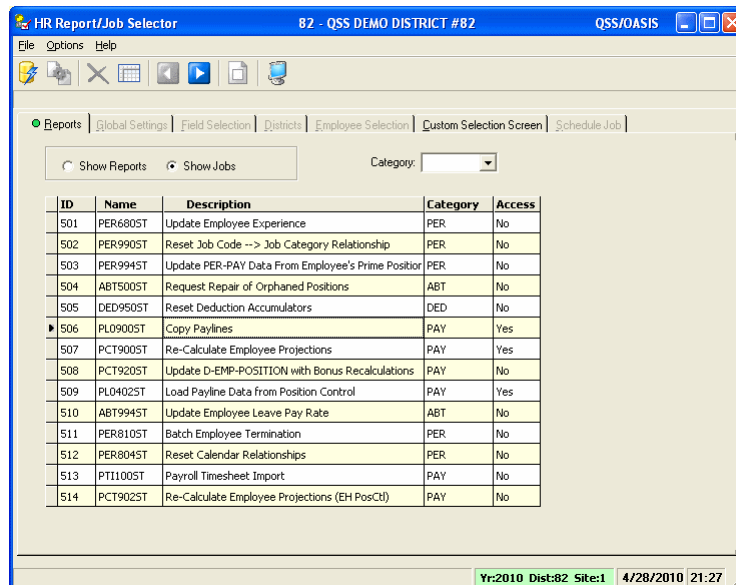 HR Report/Job Selector 82 - QSS DEMO DISTRICT #82 QSS/OASIS
File Options Help
Reports Global Settings Field Selection Districts Employee Selection Custom Selection Screen Schedule Job
Show Reports Show Jobs Category:
ID Name Description Category Access
501 PER680ST Update Employee Experience PER No
502 PER990ST Reset Job Code --> Job Category Relationship PER No
503 PER994ST Update PER-PAY Data From Employee's Prime Position PER No
504 ABT500ST Request Repair of Orphaned Positions ABT No
505 DED950ST Reset Deduction Accumulators DED No
506 PL0900ST Copy Paylines PAY Yes
507 PCT900ST Re-Calculate Employee Projections PAY Yes
508 PCT920ST Update D-EMP-POSITION with Bonus Recalculations PAY No
509 PL0402ST Load Payline Data from Position Control PAY Yes
510 ABT994ST Update Employee Leave Pay Rate ABT No
511 PER810ST Batch Employee Termination PER No
512 PER804ST Reset Calendar Relationships PER No
513 PTI100ST Payroll Timesheet Import PAY No
514 PCT902ST Re-Calculate Employee Projections (EH PosCtl) PAY No
Yr:2010 Dist:82 Site:1 4/28/2010 21:27